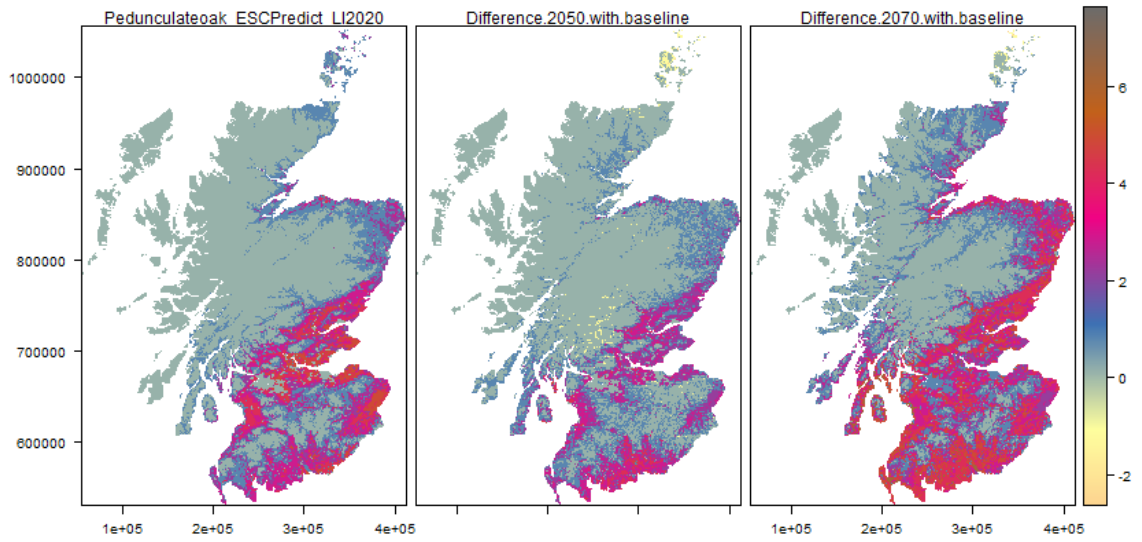 Pedunculateoak_ESCPredict_LI2020
Difference.2050.with.baseline
Difference.2070.with.baseline
1000000
900000
800000
700000
600000
6
4
2
0
-2
1e+05 2e+05 3e+05 4e+05
1e+05 2e+05 3e+05 4e+05